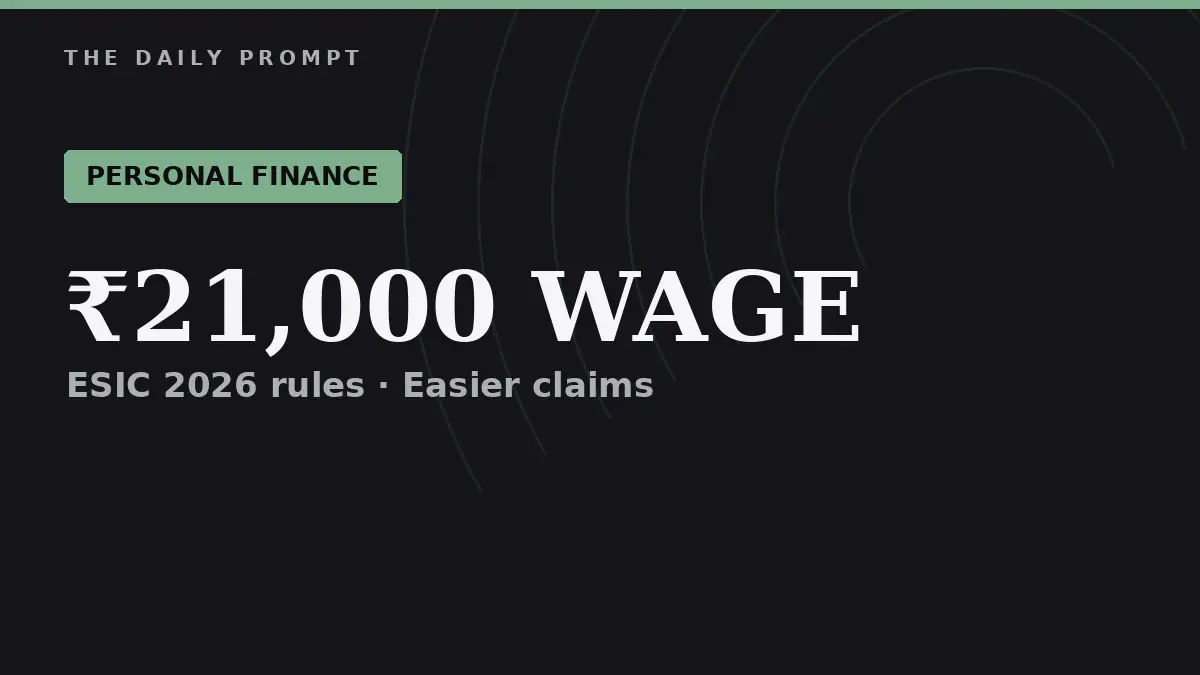 THE DAILY PROMPT
PERSONAL FINANCE
₹21,000 WAGE
ESIC 2026 rules · Easier claims